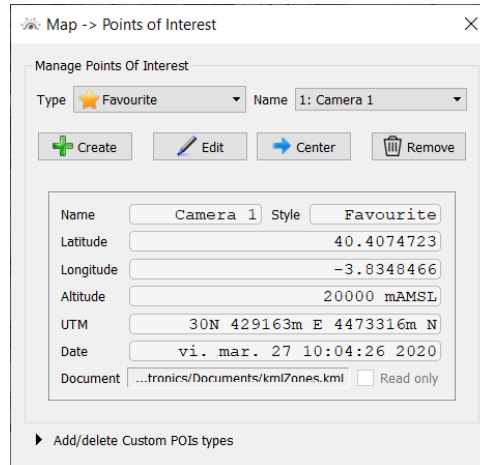 Map -> Points of Interest
Manage Points Of Interest
Type Favourite Name 1: Camera 1
Create Edit Center Remove
Name Camera 1 Style Favourite
Latitude 40.4074723
Longitude -3.8348466
Altitude 20000 mAMSL
UTM 30N 429163m E 4473316m N
Date vi. mar. 27 10:04:26 2020
Document ...tronics/Documents/kmlZones.kml Read only
Add/delete Custom POIs types